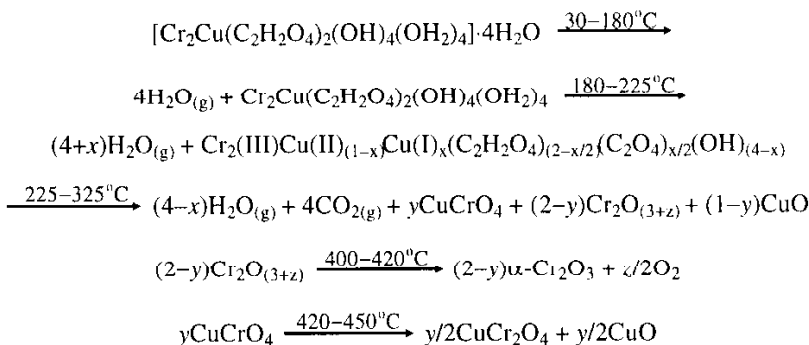 [Cr₂Cu(C₂H₂O₄)₂(OH)₄(OH₂)₄]·4H₂O 30–180°C
4H₂O(g) + Cr₂Cu(C₂H₂O₄)₂(OH)₄(OH₂)₄ 180–225°C
(4+x)H₂O(g) + Cr₂(III)Cu(II)(1−x)Cu(I)x(C₂H₂O₄)(2−x/2)(C₂O₄)x/2(OH)(4−x)
225–325°C (4−x)H₂O(g) + 4CO₂(g) + yCuCrO₄ + (2−y)Cr₂O(3+z) + (1−y)CuO
(2−y)Cr₂O(3+z) 400–420°C (2−y)α-Cr₂O₃ + z/2O₂
yCuCrO₄ 420–450°C y/2CuCr₂O₄ + y/2CuO